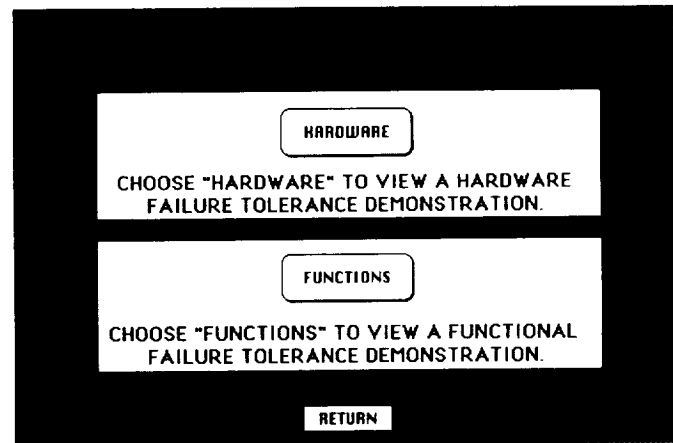 HARDWARE
CHOOSE "HARDWARE" TO VIEW A HARDWARE
FAILURE TOLERANCE DEMONSTRATION.
FUNCTIONS
CHOOSE "FUNCTIONS" TO VIEW A FUNCTIONAL
FAILURE TOLERANCE DEMONSTRATION.
RETURN